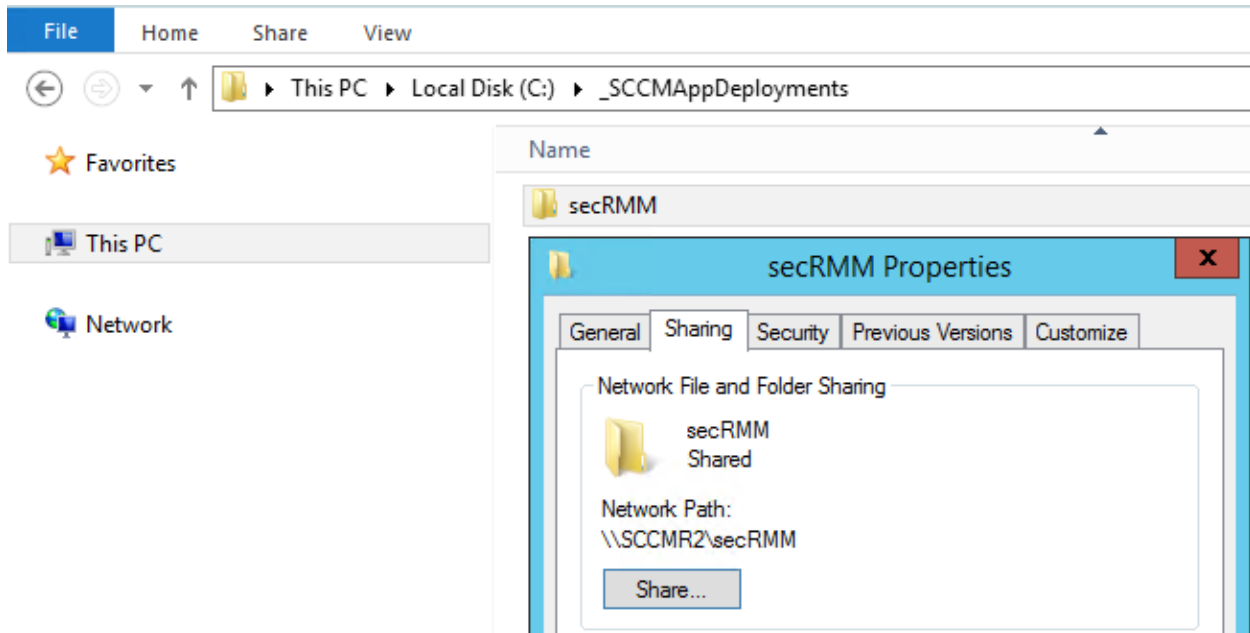 File Home Share View
This PC Local Disk (C:) _SCCMAppDeployments
Favorites
This PC
Network
Name
secRMM
secRMM Properties
x
General Sharing Security Previous Versions Customize
Network File and Folder Sharing
secRMM
Shared
Network Path:
\\SCCMR2\secRMM
Share...